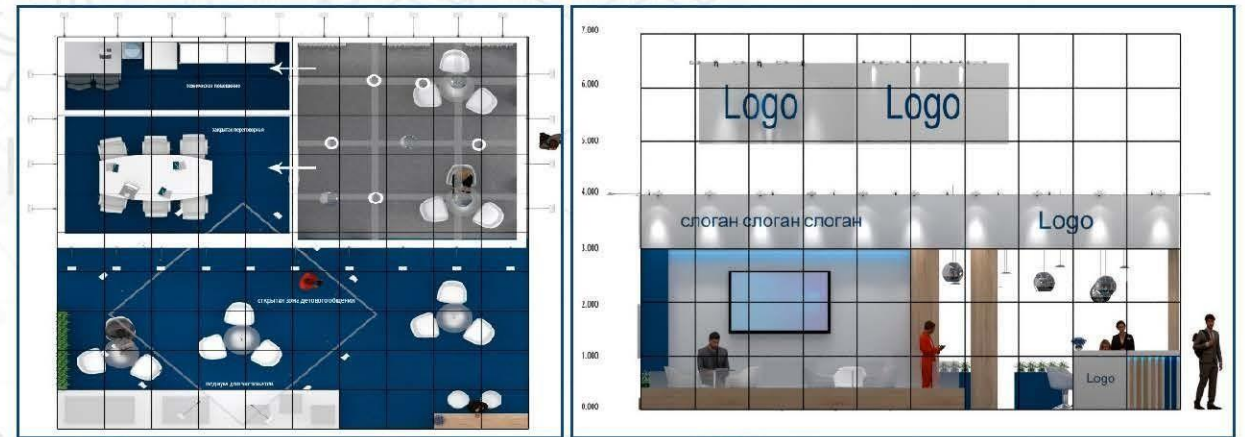 техническое помещение
закрытая переговорная
открытая зона делового общения
подиум для экспонатов
7.000
6.000
Logo
Logo
5.000
4.000
слоган слоган слоган
Logo
3.000
2.000
1.000
Logo
0.000